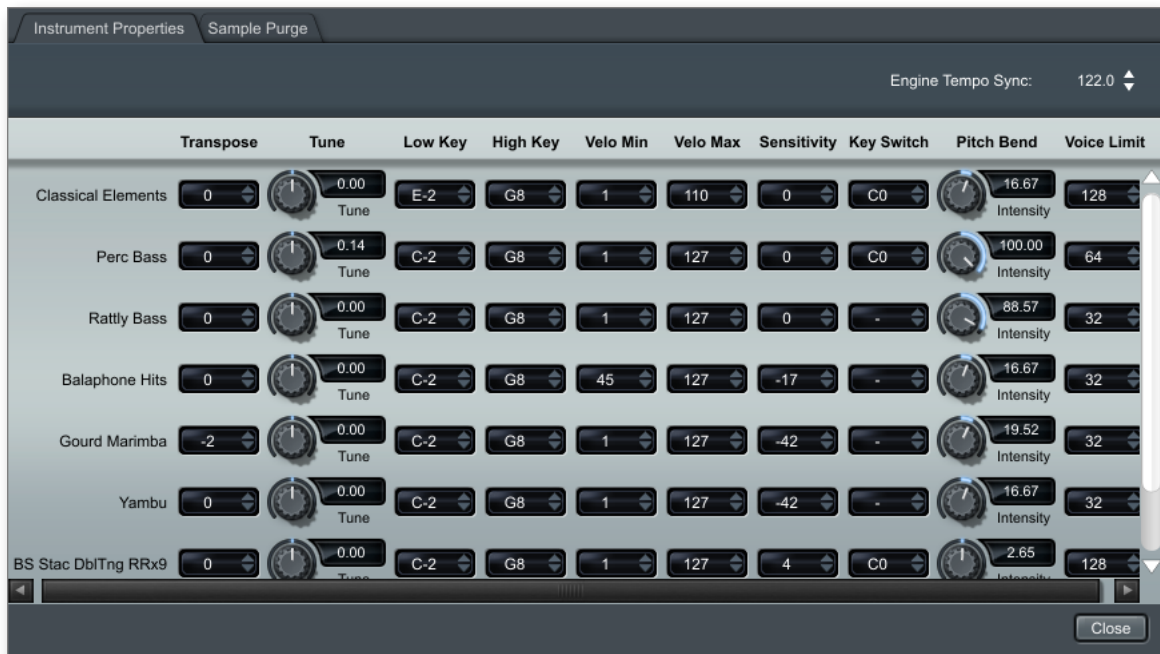 Instrument Properties Sample Purge
Engine Tempo Sync: 122.0
Transpose Tune Low Key High Key Velo Min Velo Max Sensitivity Key Switch Pitch Bend Voice Limit
Classical Elements 0 0.00 E-2 G8 1 110 0 C0 16.67 128
Tune Intensity
Perc Bass 0 0.14 C-2 G8 1 127 0 C0 100.00 64
Tune Intensity
Rattly Bass 0 0.00 C-2 G8 1 127 0 - 88.57 32
Tune Intensity
Balaphone Hits 0 0.00 C-2 G8 45 127 -17 - 16.67 32
Tune Intensity
Gourd Marimba -2 0.00 C-2 G8 1 127 -42 - 19.52 32
Tune Intensity
Yambu 0 0.00 C-2 G8 1 127 -42 - 16.67 32
Tune Intensity
BS Stac DblTng RRx9 0 0.00 C-2 G8 1 127 4 C0 2.65 128
Tune Intensity
Close